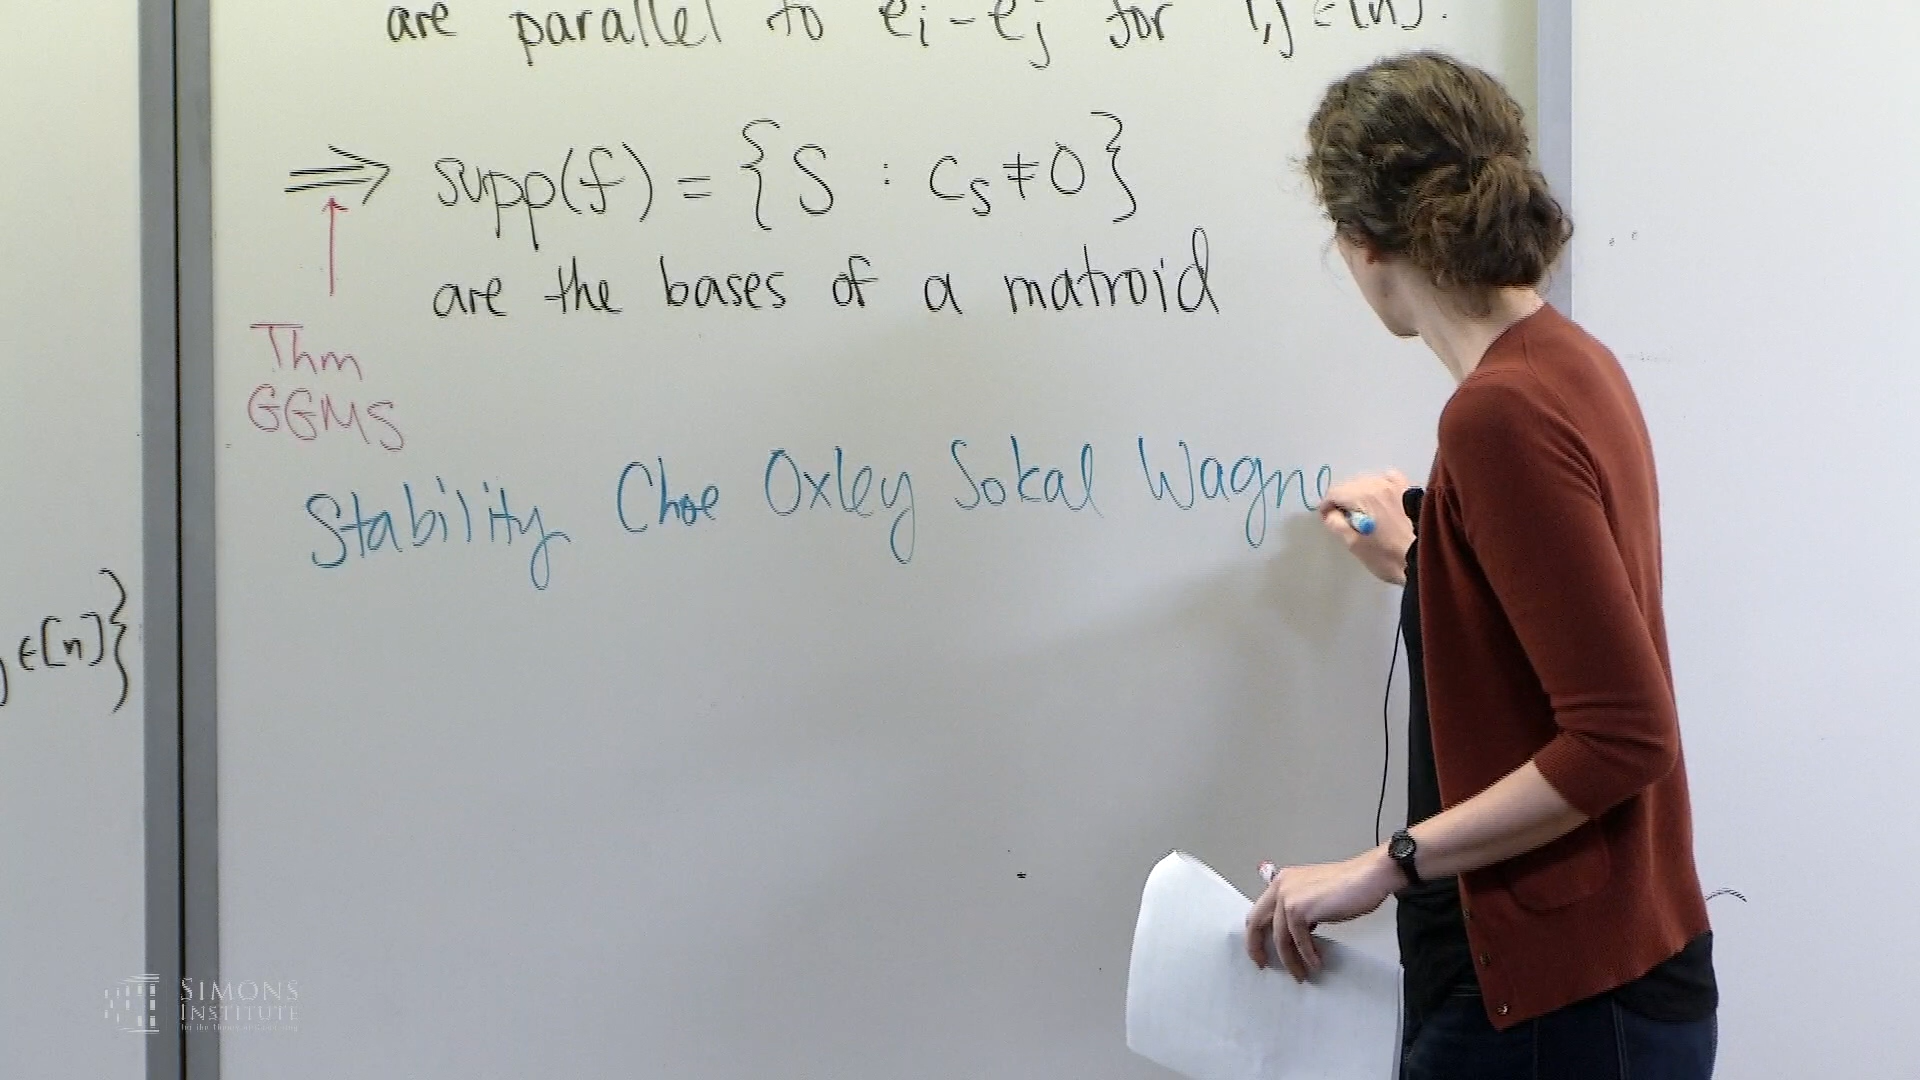 are parallel to ei-ej for i,j∈[n].
⟹ supp(f) = {S : cS≠0}
are the bases of a matroid
Thm
GGMS
Stability Choe Oxley Sokal Wagne
∈[n]}
SIMONS
INSTITUTE